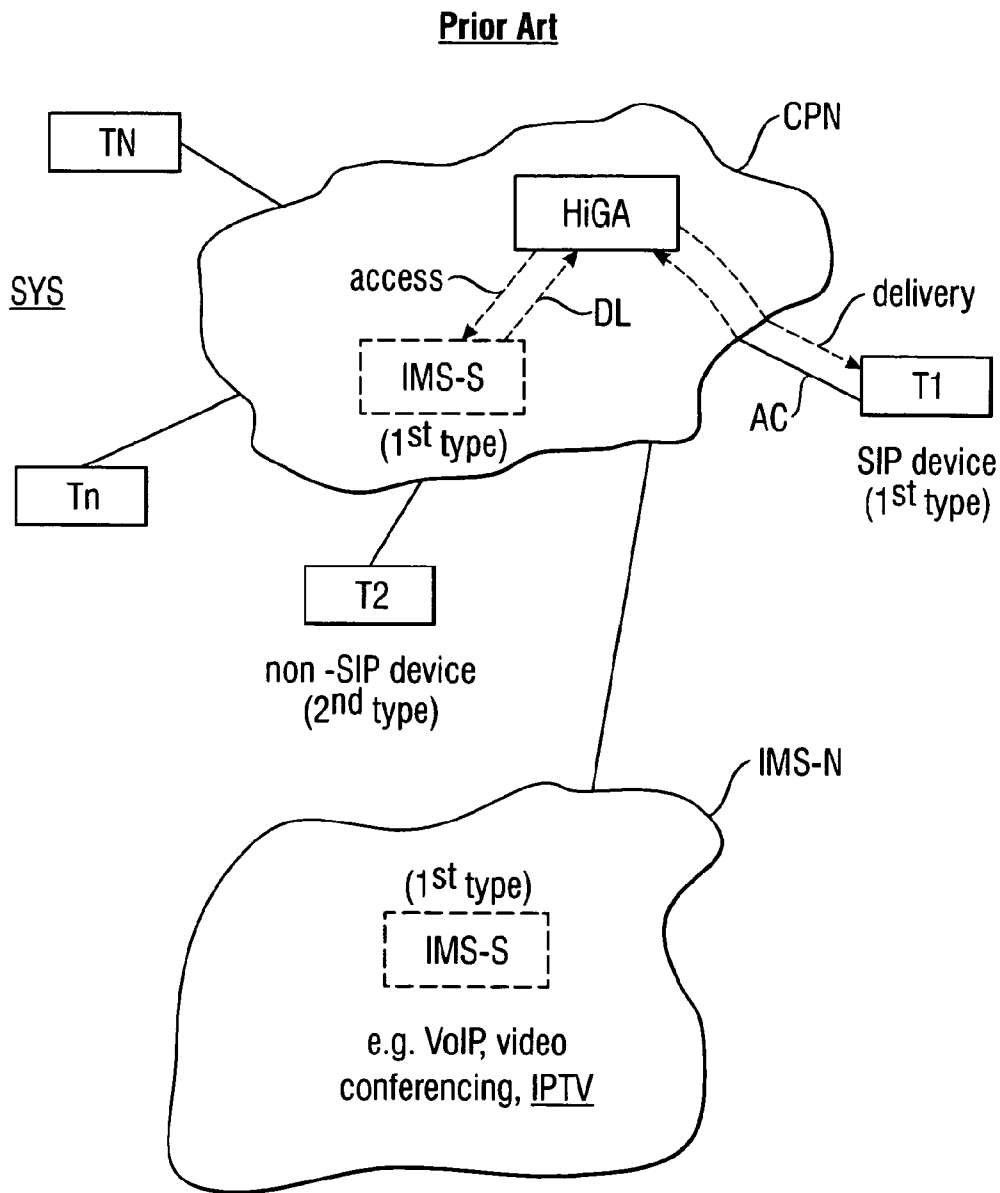 Prior Art
CPN
TN
HiGA
SYS
access
DL
delivery
IMS-S
(1st type)
AC
T1
SIP device
(1st type)
Tn
T2
non -SIP device
(2nd type)
IMS-N
(1st type)
IMS-S
e.g. VoIP, video
conferencing, IPTV